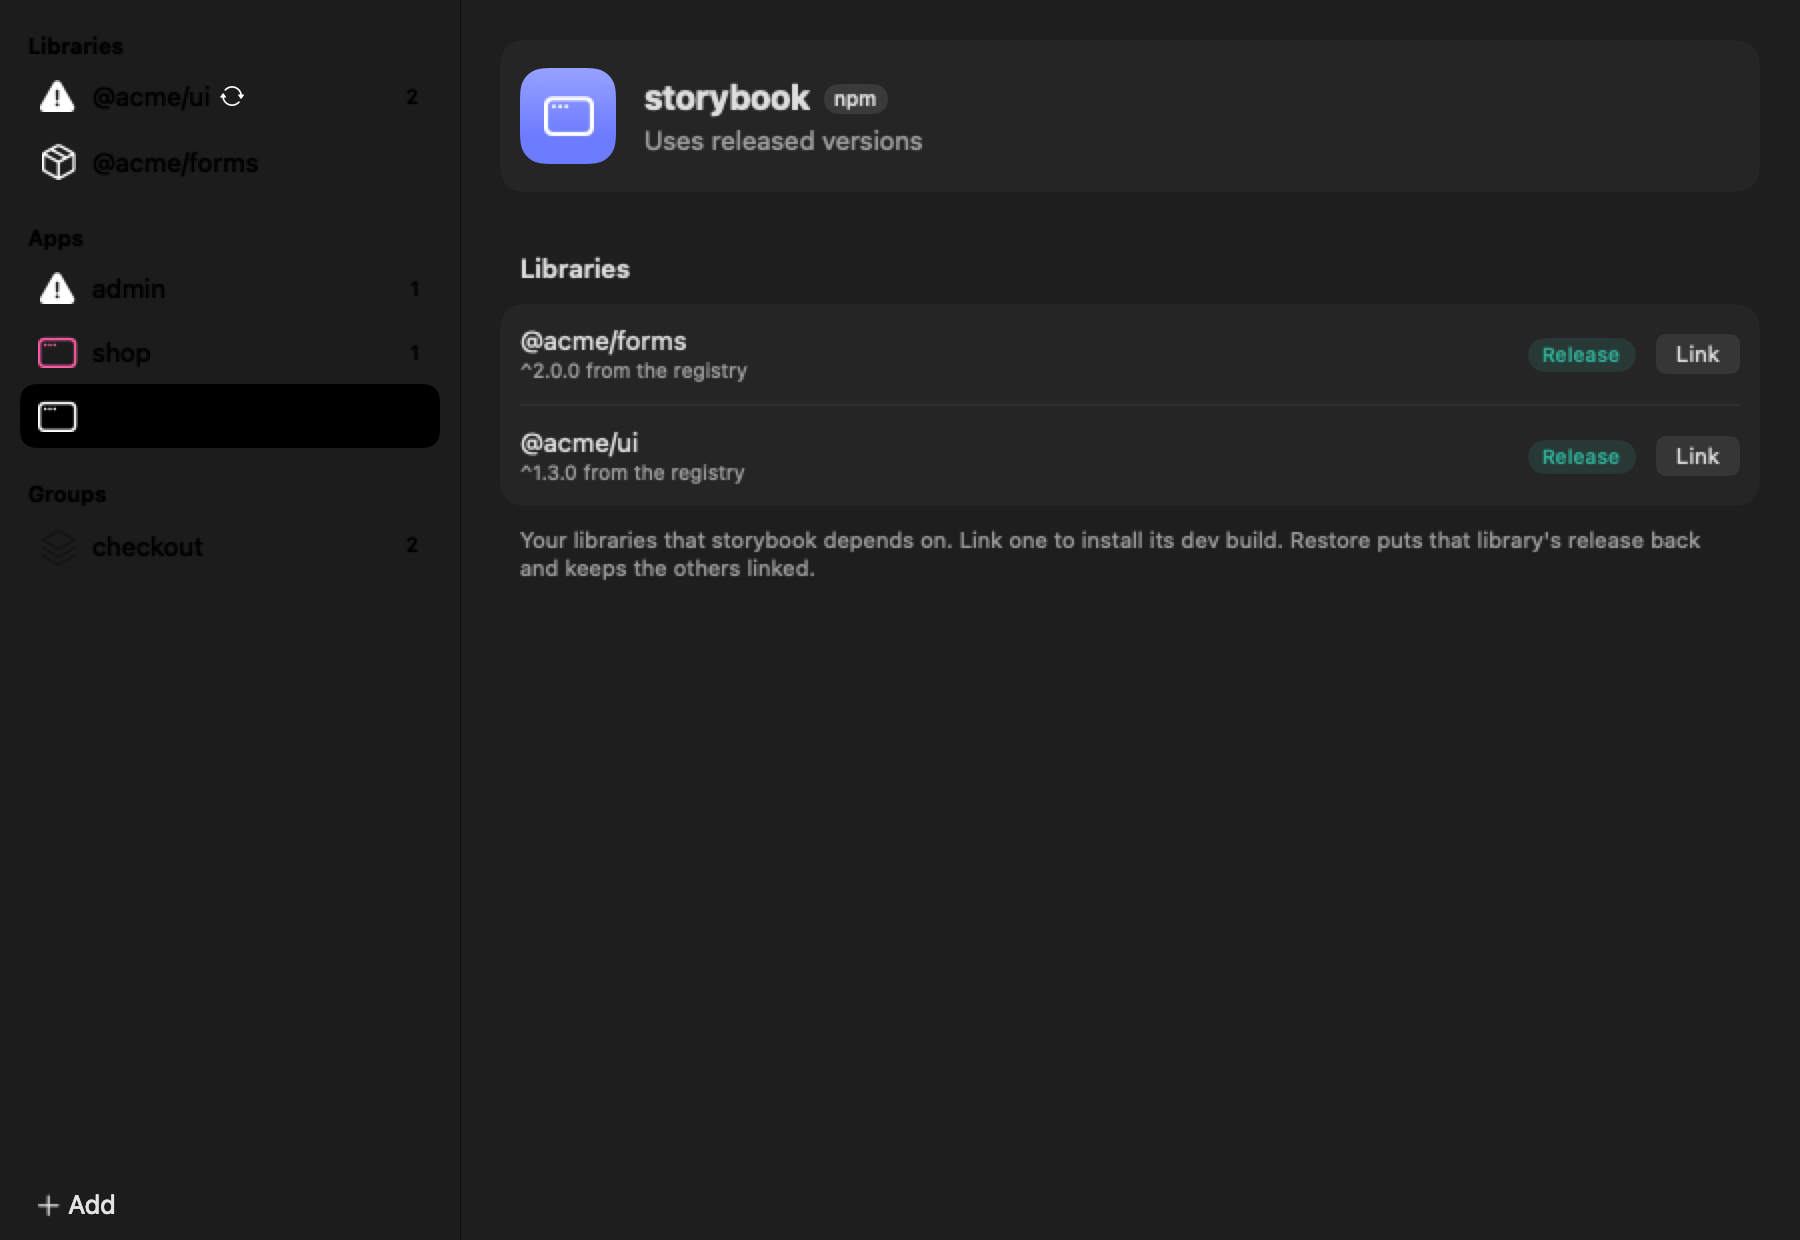 Libraries
@acme/ui 2
@acme/forms
Apps
admin 1
shop 1
Groups
checkout 2
+ Add
storybook npm
Uses released versions
Libraries
@acme/forms
^2.0.0 from the registry
Release Link
@acme/ui
^1.3.0 from the registry
Release Link
Your libraries that storybook depends on. Link one to install its dev build. Restore puts that library's release back
and keeps the others linked.